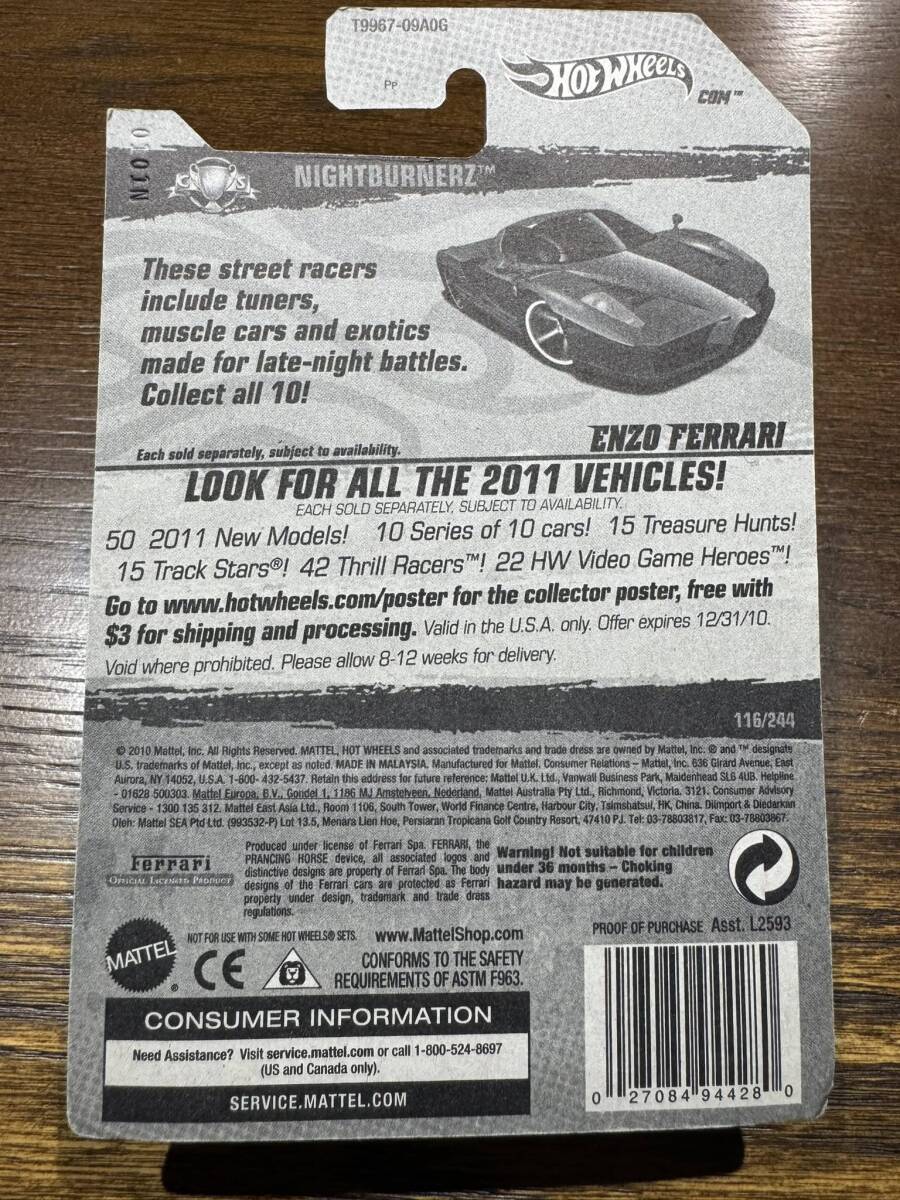 T9967-09A0G
PP
HOT WHEELS
COM™
0101N
G S
NIGHTBURNERZ™
These street racers
include tuners,
muscle cars and exotics
made for late-night battles.
Collect all 10!
Each sold separately, subject to availability.
ENZO FERRARI
LOOK FOR ALL THE 2011 VEHICLES!
EACH SOLD SEPARATELY, SUBJECT TO AVAILABILITY.
50 2011 New Models! 10 Series of 10 cars! 15 Treasure Hunts!
15 Track Stars®! 42 Thrill Racers™! 22 HW Video Game Heroes™!
Go to www.hotwheels.com/poster for the collector poster, free with
$3 for shipping and processing. Valid in the U.S.A. only. Offer expires 12/31/10.
Void where prohibited. Please allow 8-12 weeks for delivery.
116/244
© 2010 Mattel, Inc. All Rights Reserved. MATTEL, HOT WHEELS and associated trademarks and trade dress are owned by Mattel, Inc. ® and ™ designate
U.S. trademarks of Mattel, Inc., except as noted. MADE IN MALAYSIA. Manufactured for Mattel. Consumer Relations – Mattel, Inc. 636 Girard Avenue, East
Aurora, NY 14052, U.S.A. 1-800- 432-5437. Retain this address for future reference: Mattel U.K. Ltd., Vanwall Business Park, Maidenhead SL6 4UB. Helpline
- 01628 500303. Mattel Europa, B.V., Gondel 1, 1186 MJ Amstelveen, Nederland. Mattel Australia Pty Ltd., Richmond, Victoria. 3121. Consumer Advisory
Service - 1300 135 312. Mattel East Asia Ltd., Room 1106, South Tower, World Finance Centre, Harbour City, Tsimshatsui, HK, China. Diimport & Diedarkan
Oleh: Mattel SEA Ptd Ltd. (993532-P) Lot 13.5, Menara Lien Hoe, Persiaran Tropicana Golf Country Resort, 47410 PJ. Tel: 03-78803817, Fax: 03-78803867.
Ferrari
OFFICIAL LICENSED PRODUCT
Produced under license of Ferrari Spa. FERRARI, the
PRANCING HORSE device, all associated logos and
distinctive designs are property of Ferrari Spa. The body
designs of the Ferrari cars are protected as Ferrari
property under design, trademark and trade dress
regulations.
Warning! Not suitable for children
under 36 months – Choking
hazard may be generated.
MATTEL®
NOT FOR USE WITH SOME HOT WHEELS® SETS. www.MattelShop.com
CE
CONFORMS TO THE SAFETY
REQUIREMENTS OF ASTM F963.
PROOF OF PURCHASE Asst. L2593
CONSUMER INFORMATION
Need Assistance? Visit service.mattel.com or call 1-800-524-8697
(US and Canada only).
SERVICE.MATTEL.COM
0 27084 94428 0